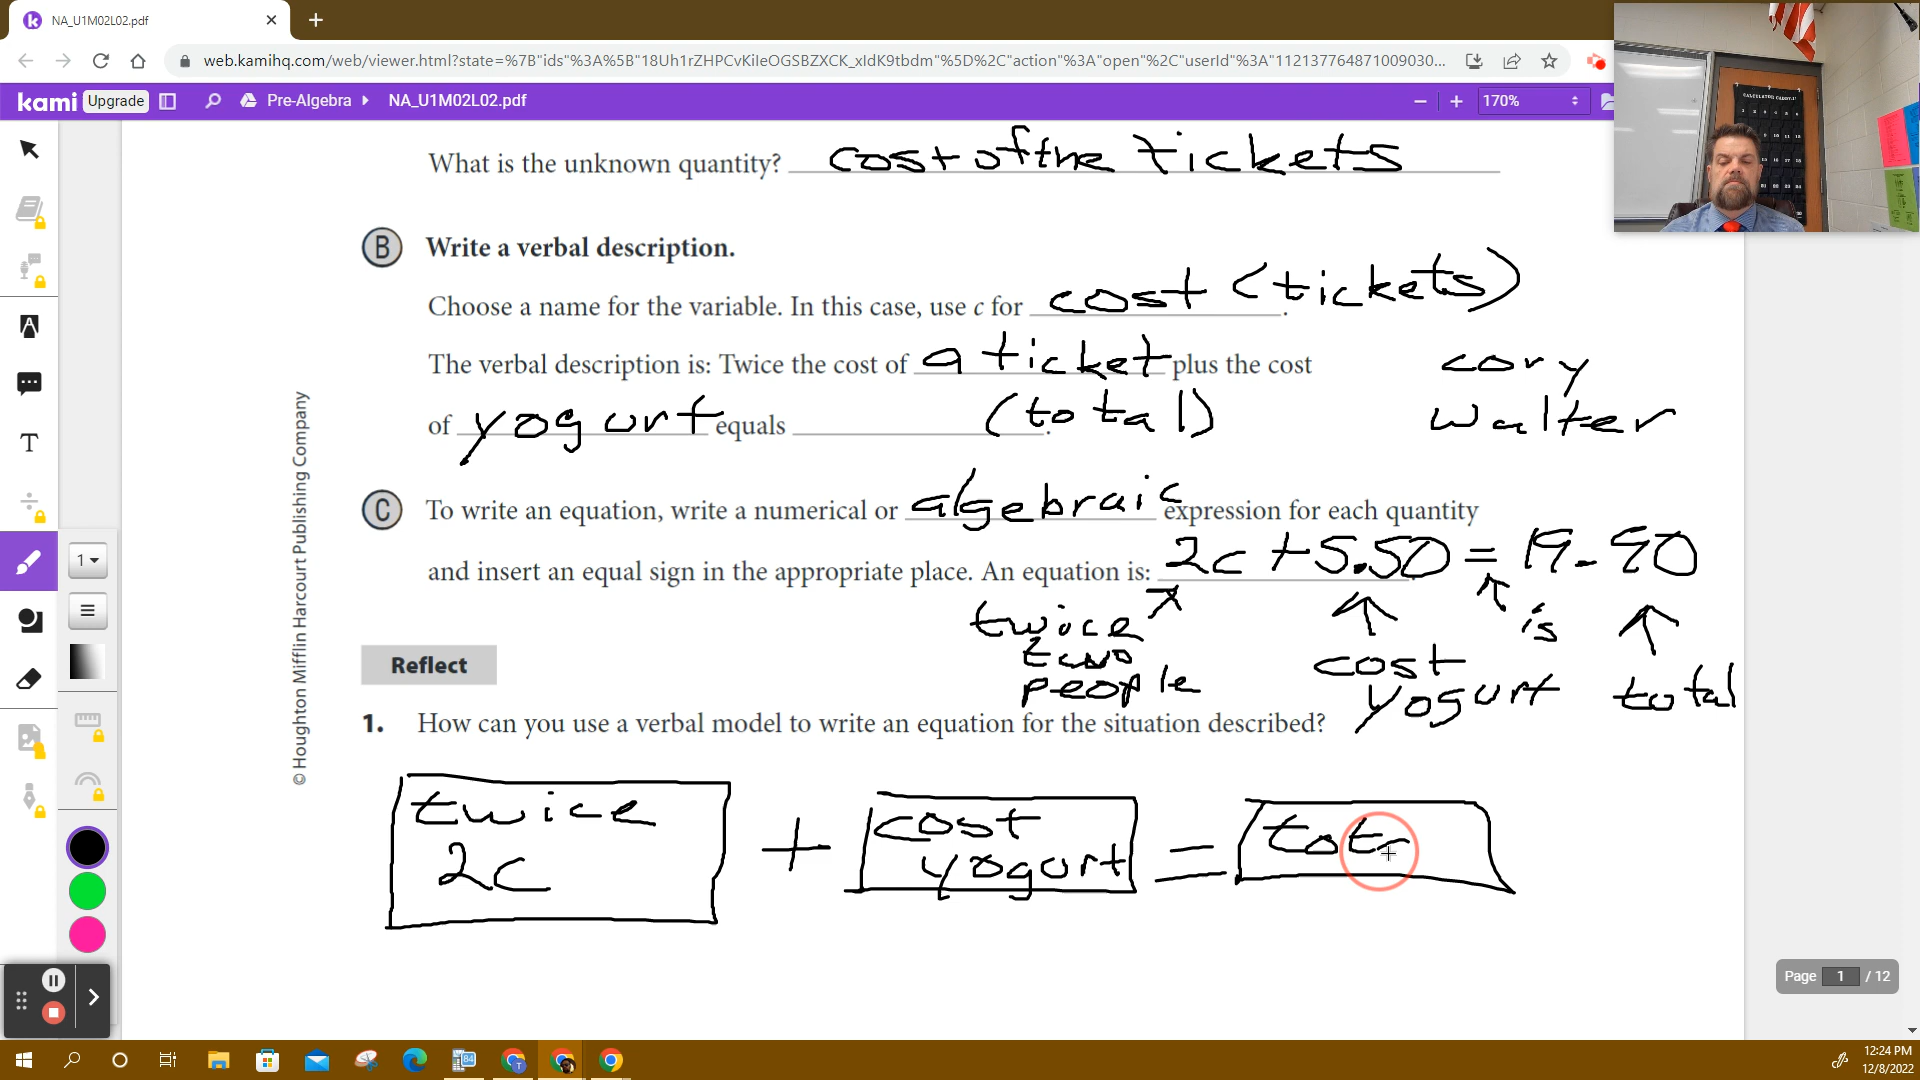 NA_U1M02L02.pdf
web.kamihq.com/web/viewer.html?state=%7B"ids"%3A%5B"18Uh1rZHPCvKiIeOGSBZXCK_xIdK9tbdm"%5D%2C"action"%3A"open"%2C"userId"%3A"112137764871009030...
kami Upgrade Pre-Algebra NA_U1M02L02.pdf 170%
What is the unknown quantity? cost of the tickets
B Write a verbal description.
Choose a name for the variable. In this case, use c for cost (tickets).
The verbal description is: Twice the cost of a ticket plus the cost
of yogurt equals (total).
cory
walter
C To write an equation, write a numerical or algebraic expression for each quantity
and insert an equal sign in the appropriate place. An equation is: 2c + 5.50 = 19.90
twice
two
people
cost
yogurt
is
total
Reflect
1. How can you use a verbal model to write an equation for the situation described?
twice
2c
+
cost
yogurt
=
tot
© Houghton Mifflin Harcourt Publishing Company
CALCULATOR CADDY
1
T
Page 1 / 12
84
12:24 PM
12/8/2022